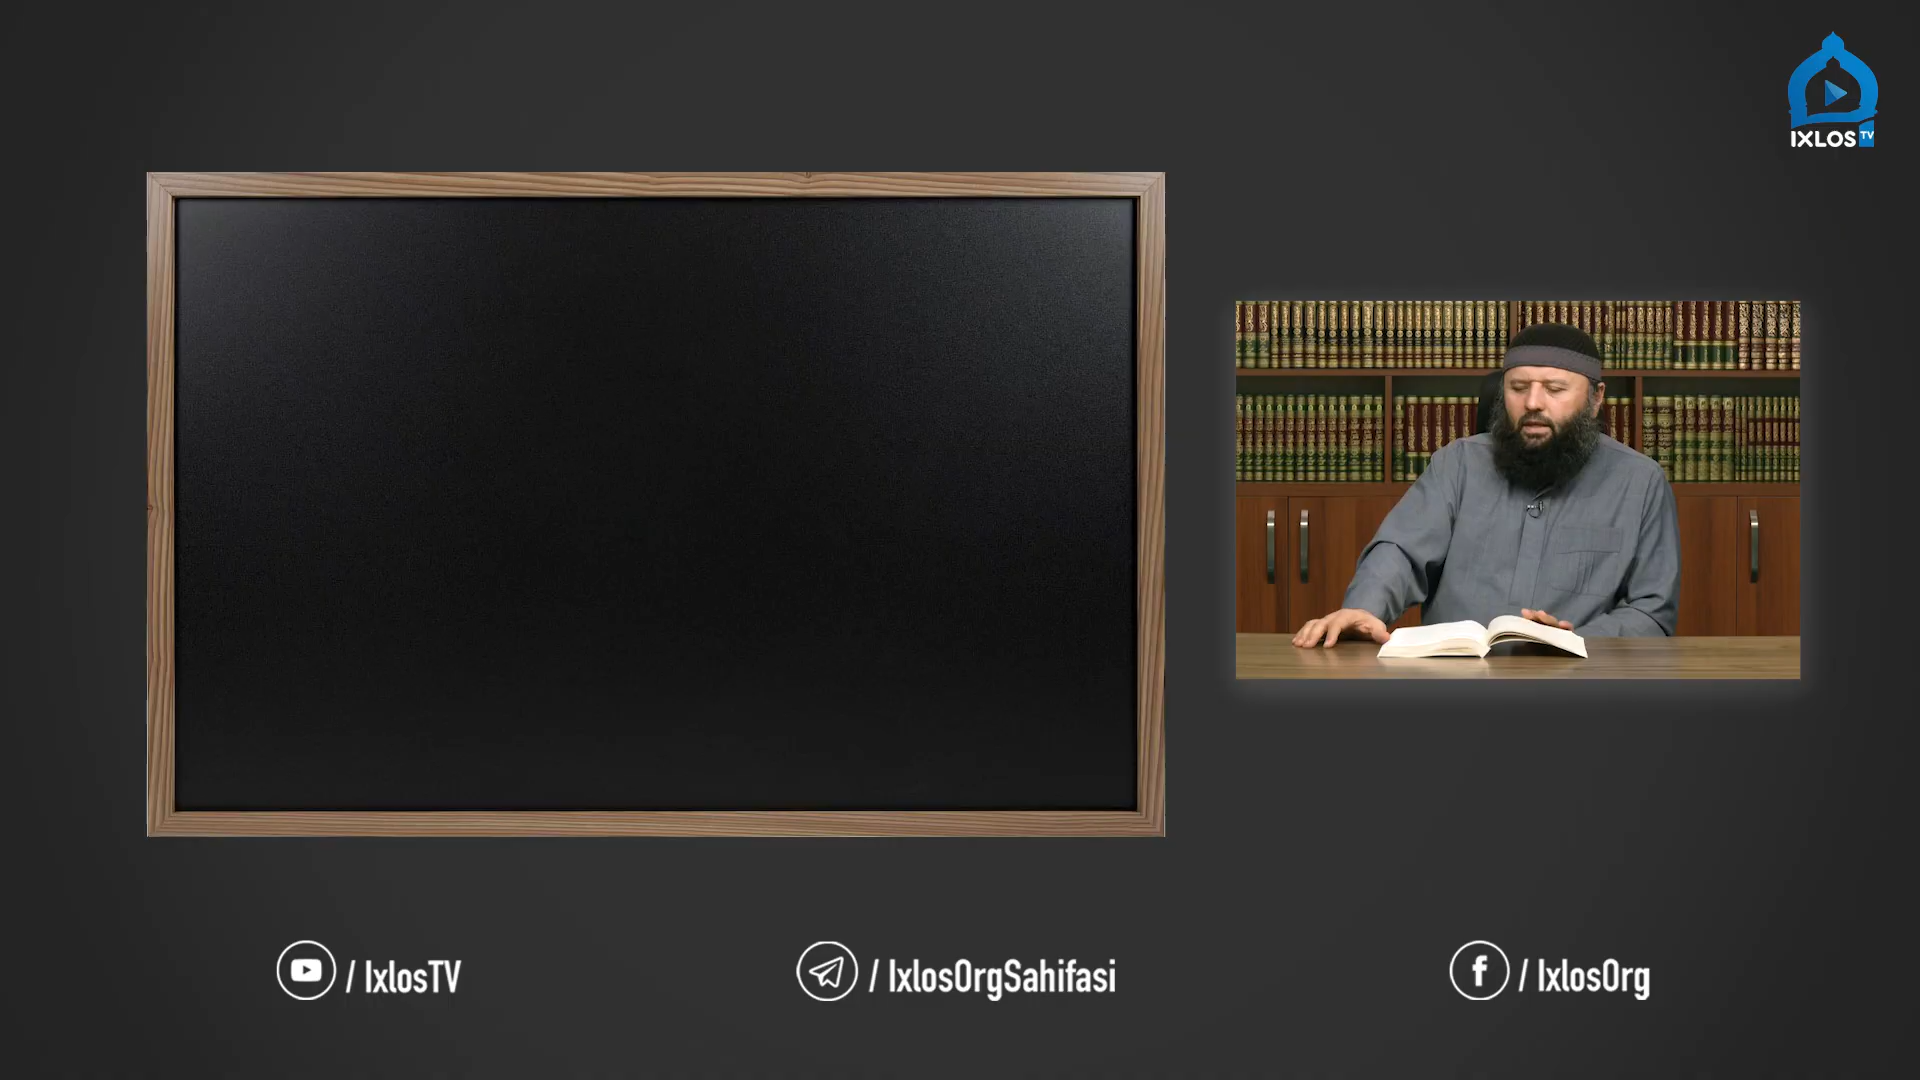 IXLOS TV
/ IxlosTV
/ IxlosOrgSahifasi
/ IxlosOrg